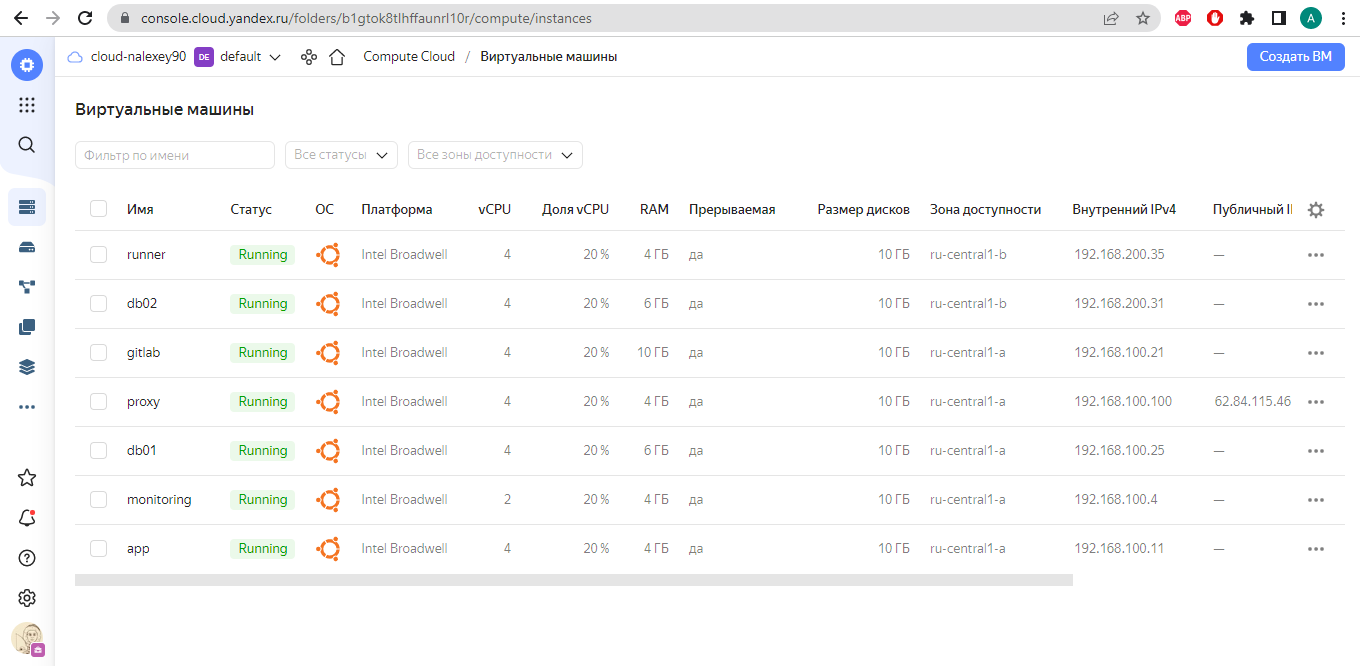 console.cloud.yandex.ru/folders/b1gtok8tlhffaunrl10r/compute/instances
ABP
A
cloud-nalexey90 DE default Compute Cloud / Виртуальные машины Создать ВМ
Виртуальные машины
Фильтр по имени Все статусы Все зоны доступности
Имя Статус ОС Платформа vCPU Доля vCPU RAM Прерываемая Размер дисков Зона доступности Внутренний IPv4 Публичный I
runner Running Intel Broadwell 4 20 % 4 ГБ да 10 ГБ ru-central1-b 192.168.200.35 —
db02 Running Intel Broadwell 4 20 % 6 ГБ да 10 ГБ ru-central1-b 192.168.200.31 —
gitlab Running Intel Broadwell 4 20 % 10 ГБ да 10 ГБ ru-central1-a 192.168.100.21 —
proxy Running Intel Broadwell 4 20 % 4 ГБ да 10 ГБ ru-central1-a 192.168.100.100 62.84.115.46
db01 Running Intel Broadwell 4 20 % 6 ГБ да 10 ГБ ru-central1-a 192.168.100.25 —
monitoring Running Intel Broadwell 2 20 % 4 ГБ да 10 ГБ ru-central1-a 192.168.100.4 —
app Running Intel Broadwell 4 20 % 4 ГБ да 10 ГБ ru-central1-a 192.168.100.11 —